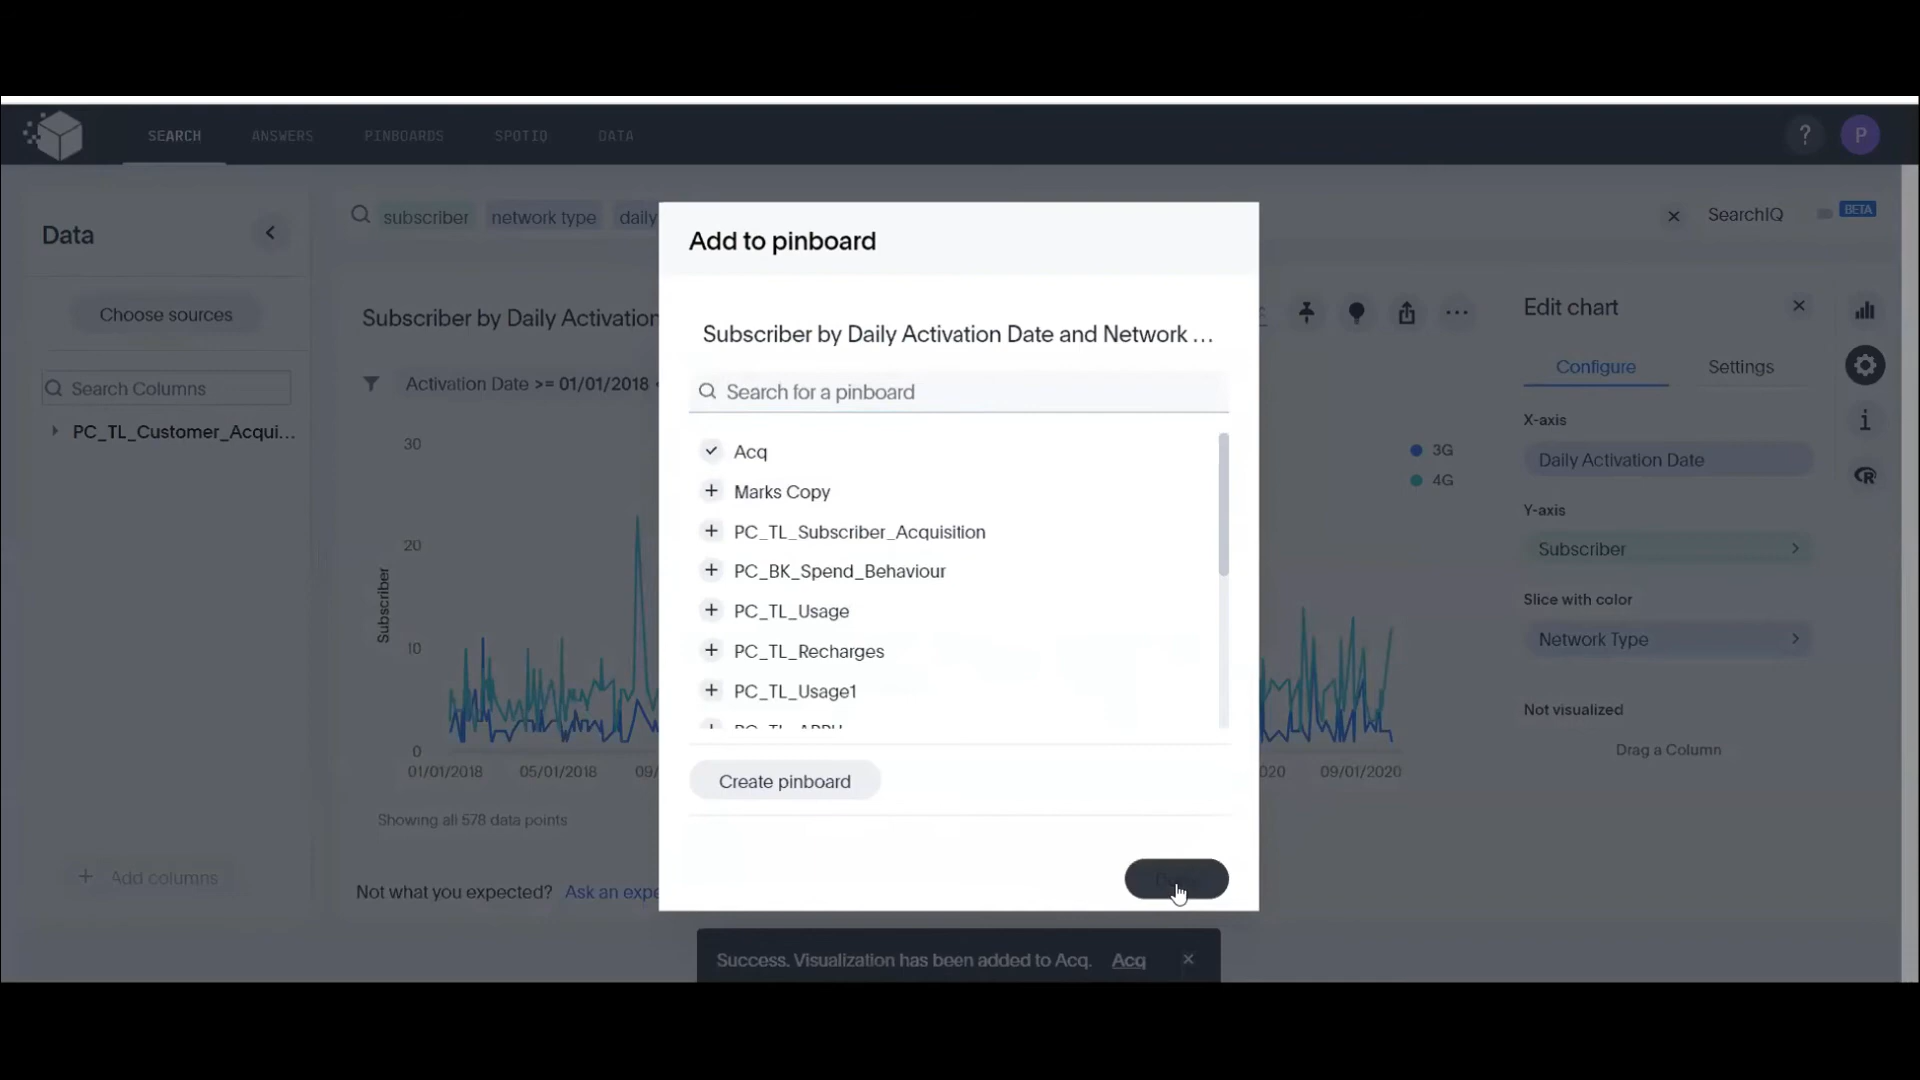 SEARCH ANSWERS PINBOARDS SPOTIQ DATA ? P
Data
Choose sources
Search Columns
PC_TL_Customer_Acqui...
+ Add columns
subscriber network type daily
SearchIQ BETA
Subscriber by Daily Activation
Activation Date >= 01/01/2018
30
20
10
0
Subscriber
01/01/2018 05/01/2018 09/ 020 09/01/2020
3G
4G
Showing all 578 data points
Not what you expected? Ask an expe
Add to pinboard
Subscriber by Daily Activation Date and Network ...
Search for a pinboard
Acq
+ Marks Copy
+ PC_TL_Subscriber_Acquisition
+ PC_BK_Spend_Behaviour
+ PC_TL_Usage
+ PC_TL_Recharges
+ PC_TL_Usage1
Create pinboard
Success. Visualization has been added to Acq. Acq
Edit chart
Configure Settings
X-axis
Daily Activation Date
Y-axis
Subscriber
Slice with color
Network Type
Not visualized
Drag a Column